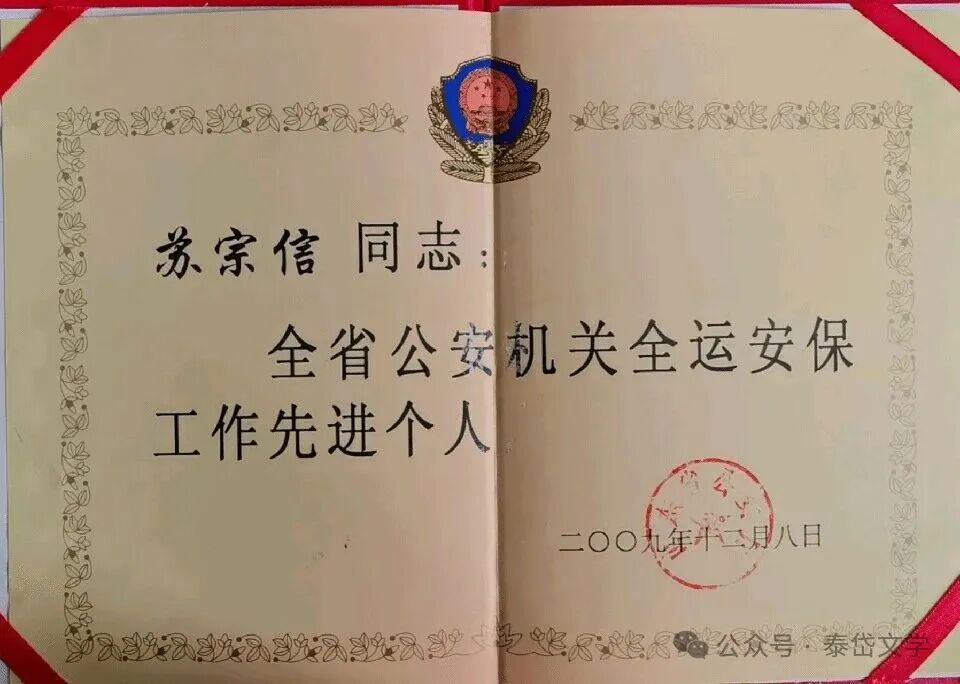 苏宗信 同志：
全省公安机关全运安保
工作先进个人
二〇〇九年十二月八日
公众号·泰岱文学